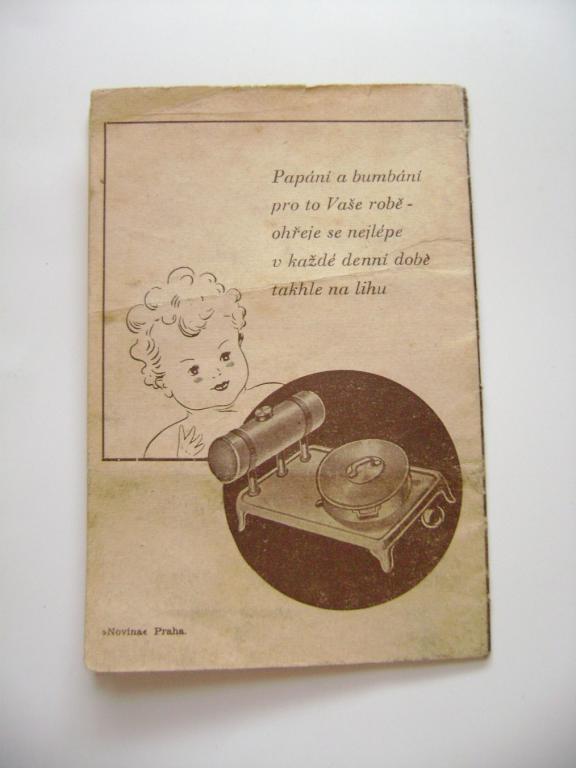 Papání a bumbání
pro to Vaše robě -
ohřeje se nejlépe
v každé denní době
takhle na lihu
»Novina« Praha.